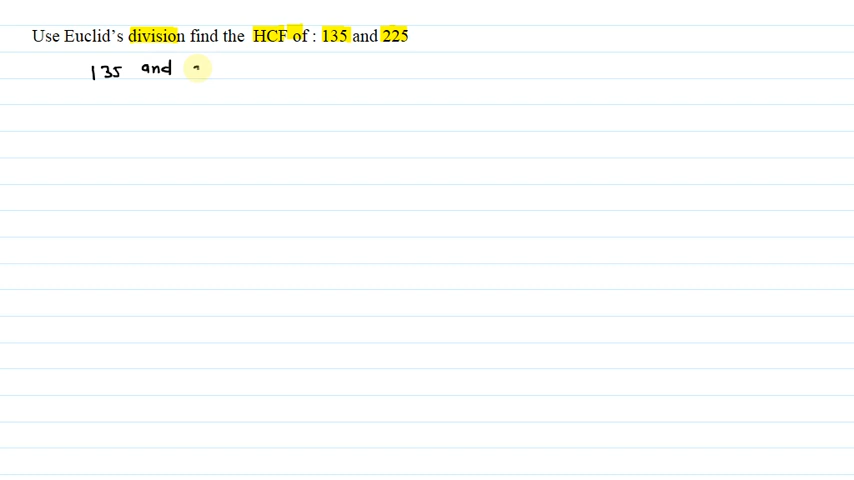 Use Euclid’s division find the HCF of : 135 and 225
135 and